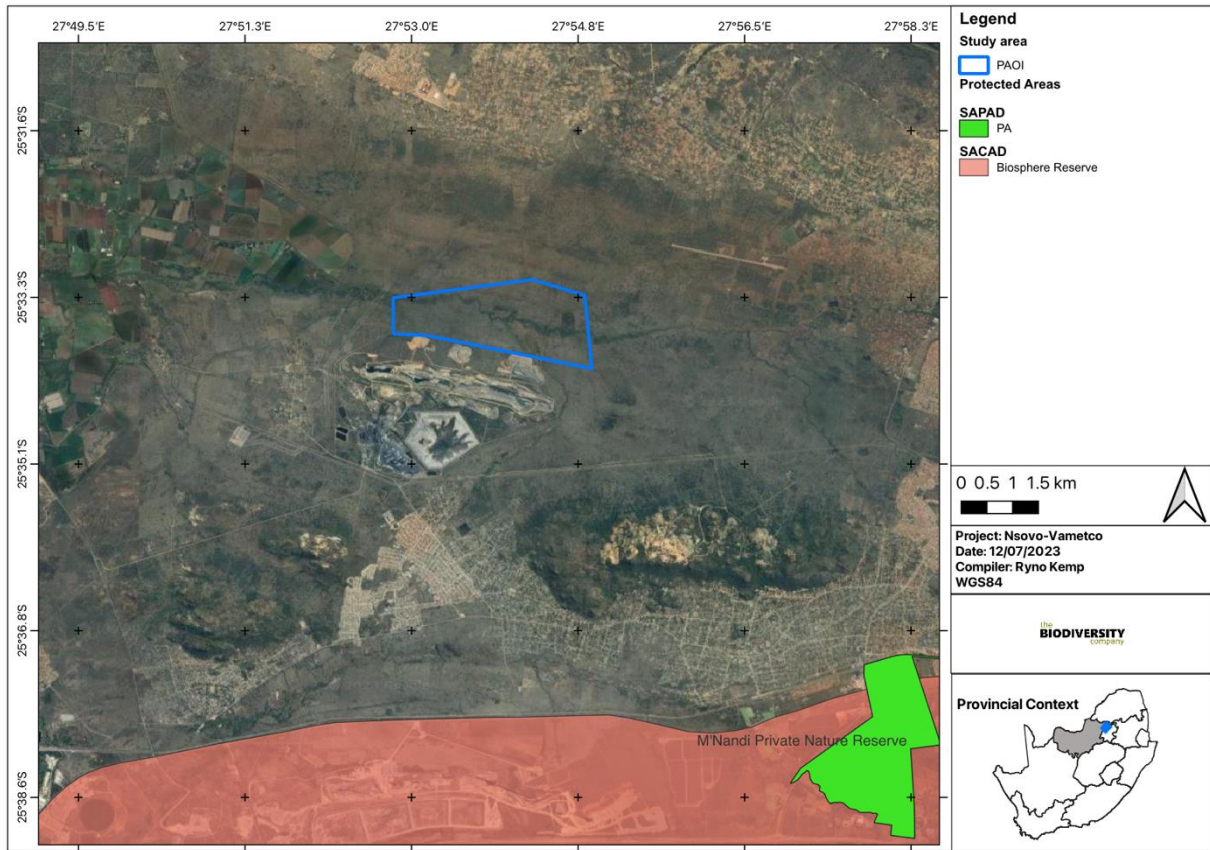 27°49.5'E 27°51.3'E 27°53.0'E 27°54.8'E 27°56.5'E 27°58.3'E
25°31.6'S
25°33.3'S
25°35.1'S
25°36.8'S
25°38.6'S
M'Nandi Private Nature Reserve
Legend
Study area
PAOI
Protected Areas
SAPAD
PA
SACAD
Biosphere Reserve
0 0.5 1 1.5 km
Project: Nsovo-Vametco
Date: 12/07/2023
Compiler: Ryno Kemp
WGS84
the
BIODIVERSITY
company
Provincial Context